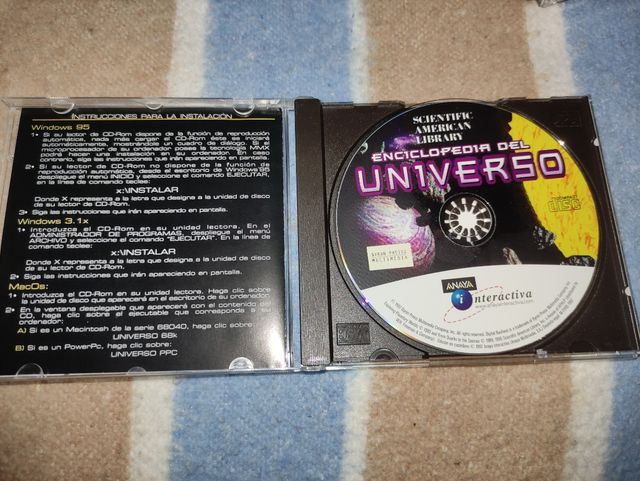 INSTRUCCIONES PARA LA INSTALACIÓN
Windows 95
1• Si su lector de CD-Rom dispone de la función de reproducción
automática, nada más cargar el CD-Rom éste se iniciará
automáticamente, mostrándole un cuadro de diálogo. Si el
microprocesador de su ordenador posee la tecnología MMX
podrá hacer una instalación en su ordenador. En caso
contrario, siga las instrucciones que irán apareciendo en pantalla.
2• Si su lector de CD-Rom no dispone de la función de
reproducción automática, desde el escritorio de Windows'95
despliegue el menú INICIO y seleccione el comando EJECUTAR,
en la línea de comando teclee:
x:\INSTALAR
Donde X representa a la letra que designa a la unidad de disco
de su lector de CD-Rom.
3• Siga las instrucciones que irán apareciendo en pantalla.
Windows 3.1x
1• Introduzca el CD-Rom en su unidad lectora. En el
ADMINISTRADOR DE PROGRAMAS, despliegue el menú
ARCHIVO y seleccione el comando "EJECUTAR". En la línea de
comando teclee:
x:\INSTALAR
Donde X representa a la letra que designa a la unidad de disco
de su lector de CD-Rom.
2• Siga las instrucciones que irán apareciendo en pantalla.
MacOs:
1• Introduzca el CD-Rom en su unidad lectora. Haga clic sobre
la unidad de disco que aparecerá en el escritorio de su ordenador
2• En la ventana desplegable que aparecerá con el contenido del
CD, haga clic sobre el ejecutable que corresponde a su
ordenador:
A) Si es un Macintosh de la serie 68040, haga clic sobre:
UNIVERSO 68k
B) Si es un PowerPc, haga clic sobre:
UNIVERSO PPC
SCIENTIFIC
AMERICAN
LIBRARY
ENCICLOPEDIA DEL
UNIVERSO
COMPACT
disc
MULTIMEDIA
ANAYA
interactiva